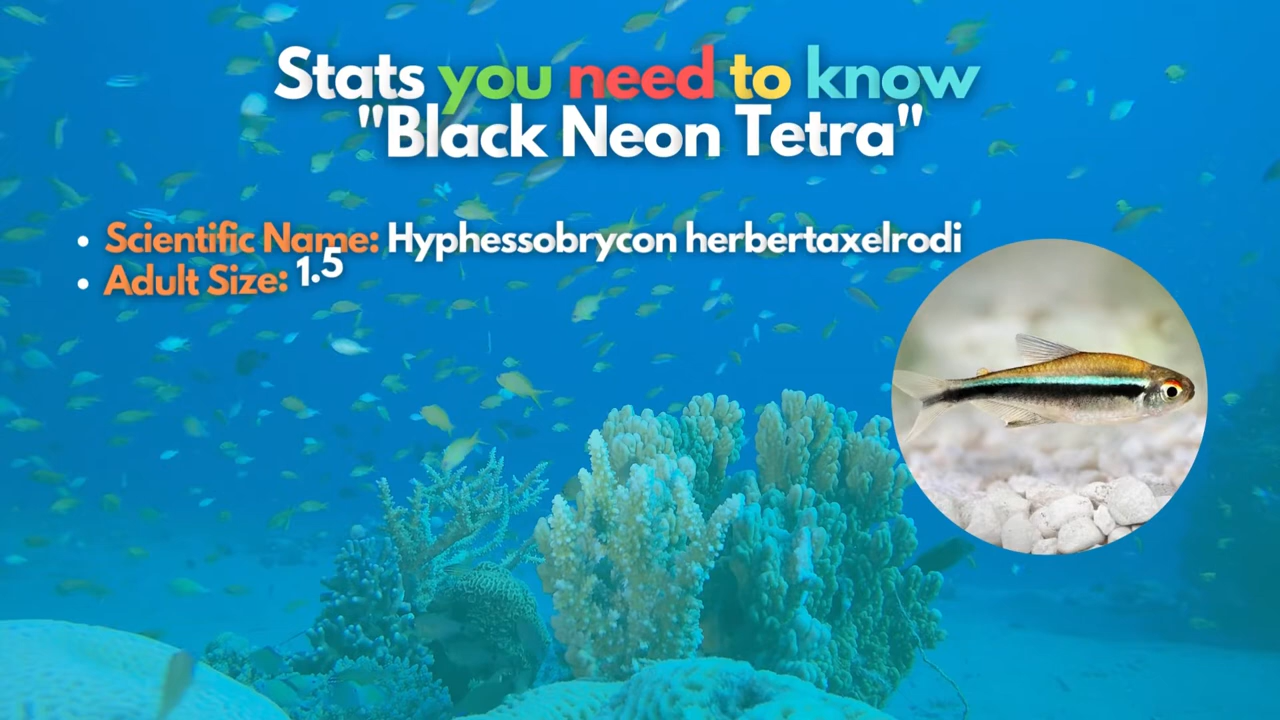 Stats you need to know
"Black Neon Tetra"
• Scientific Name: Hyphessobrycon herbertaxelrodi
• Adult Size: 1.5